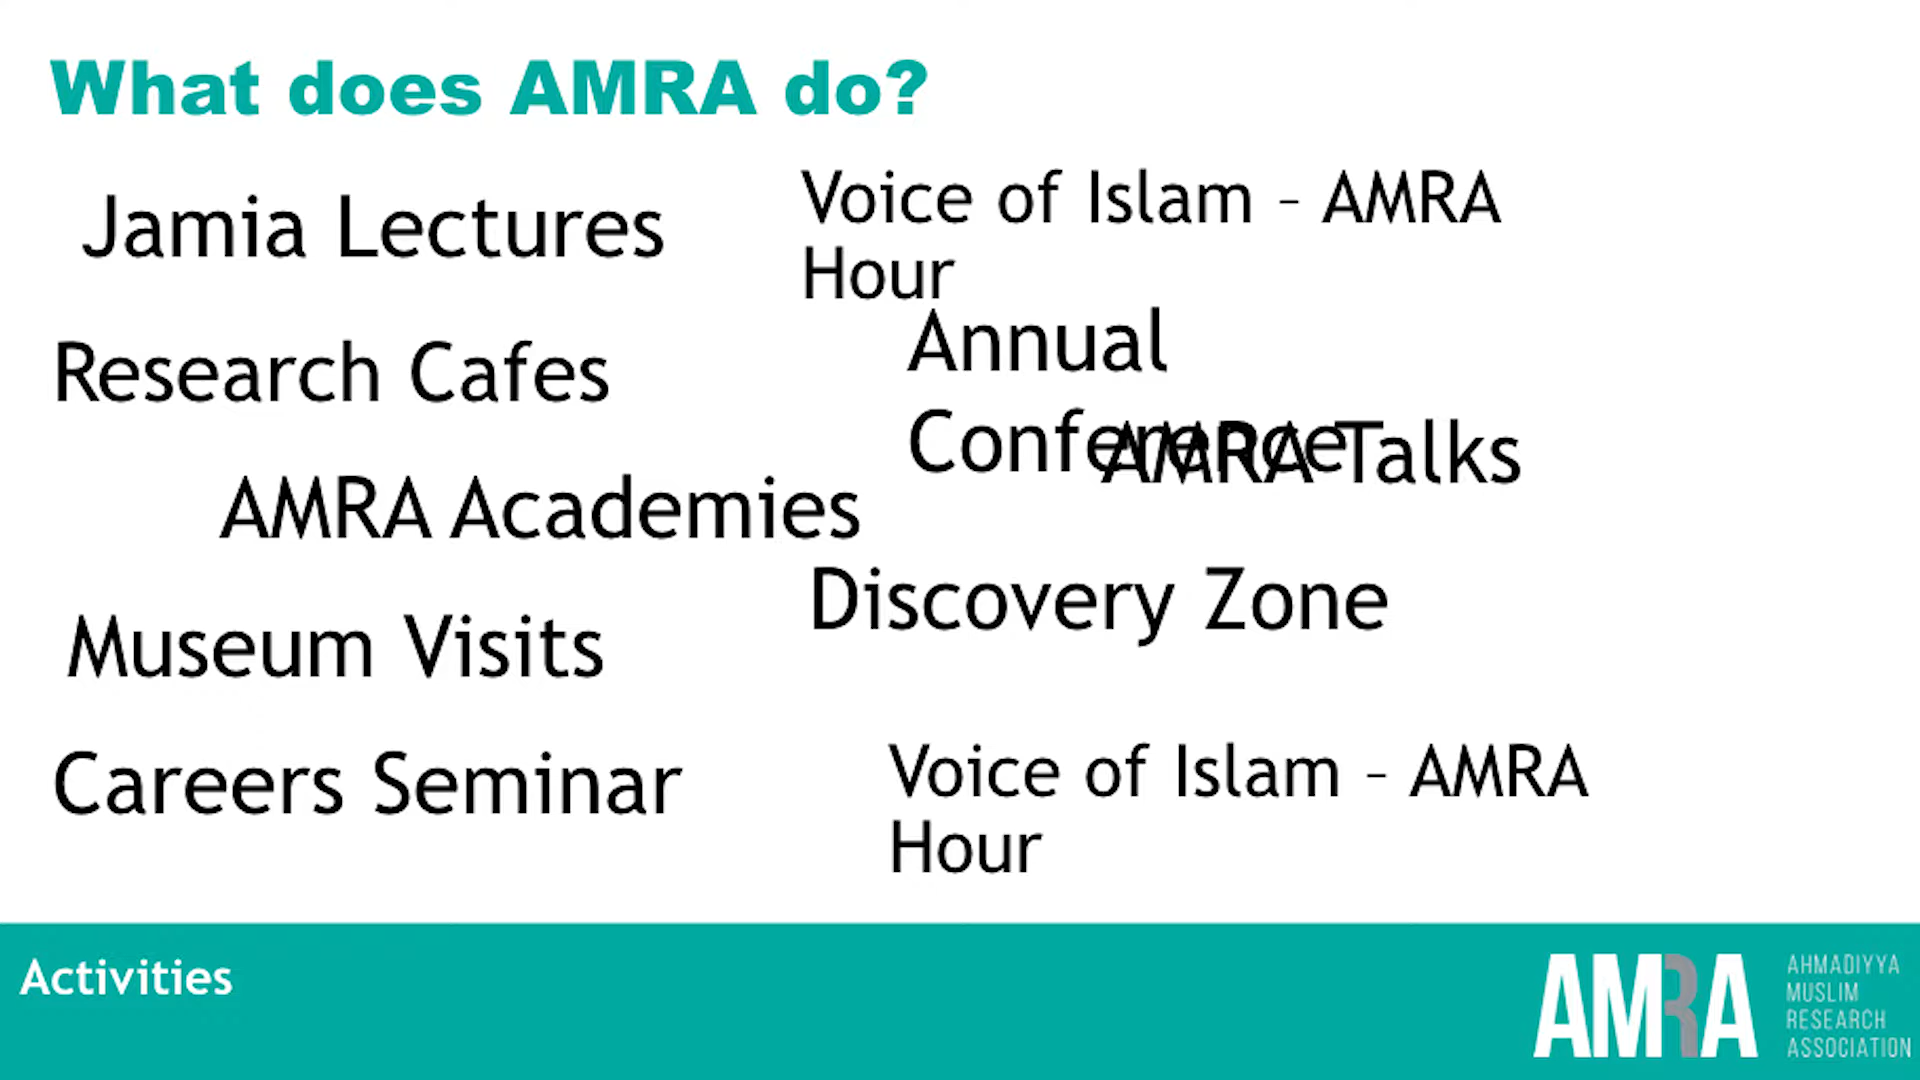 What does AMRA do?
Jamia Lectures
Voice of Islam – AMRA
Hour
Research Cafes
Annual
Conference
AMRA Talks
AMRA Academies
Discovery Zone
Museum Visits
Careers Seminar
Voice of Islam – AMRA
Hour
Activities
AMRA
AHMADIYYA
MUSLIM
RESEARCH
ASSOCIATION